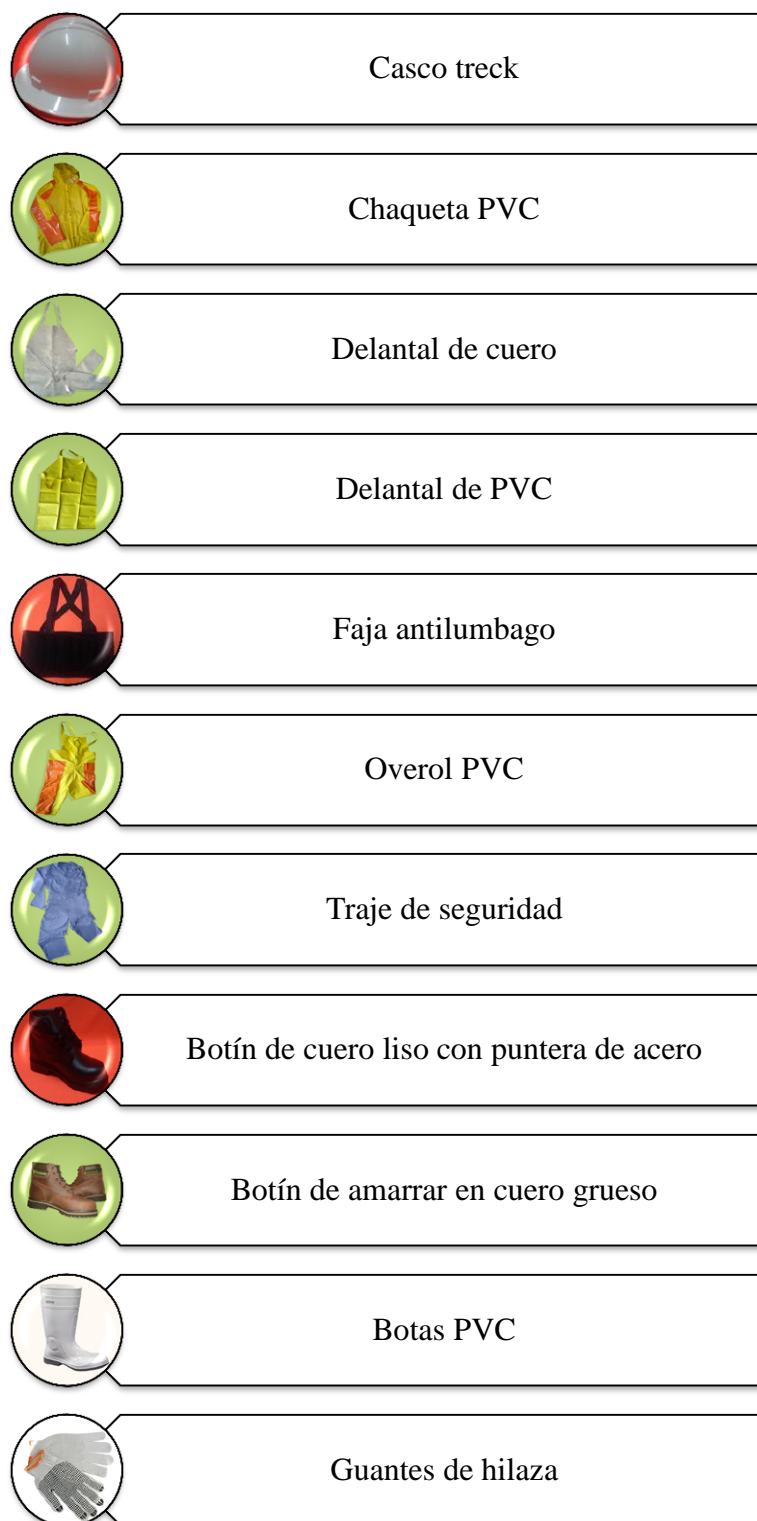 Casco treck
Chaqueta PVC
Delantal de cuero
Delantal de PVC
Faja antilumbago
Overol PVC
Traje de seguridad
Botín de cuero liso con puntera de acero
Botín de amarrar en cuero grueso
Botas PVC
Guantes de hilaza